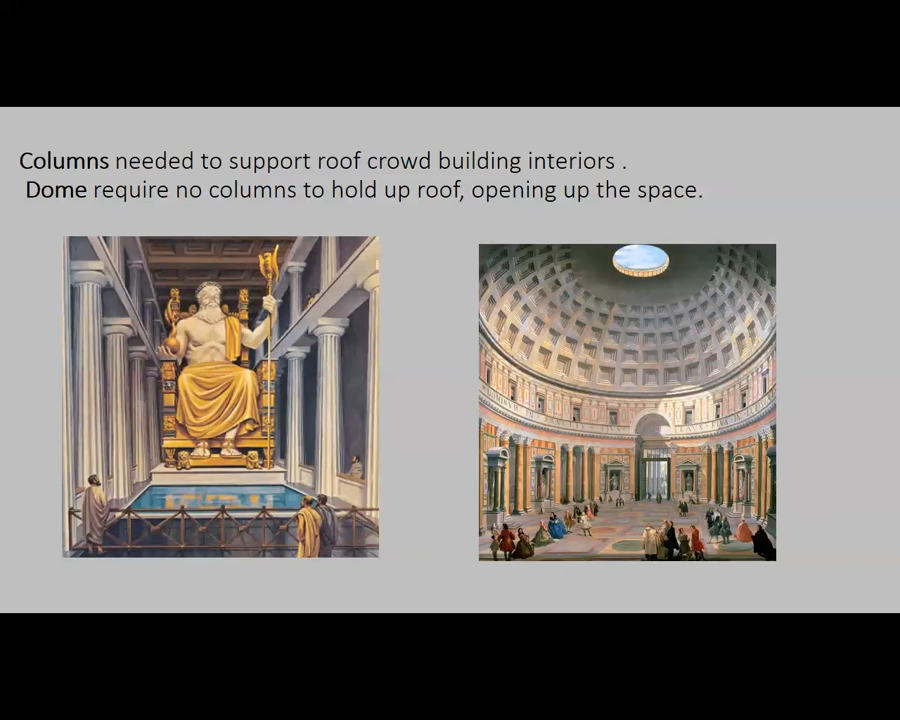 Columns needed to support roof crowd building interiors .
Dome require no columns to hold up roof, opening up the space.